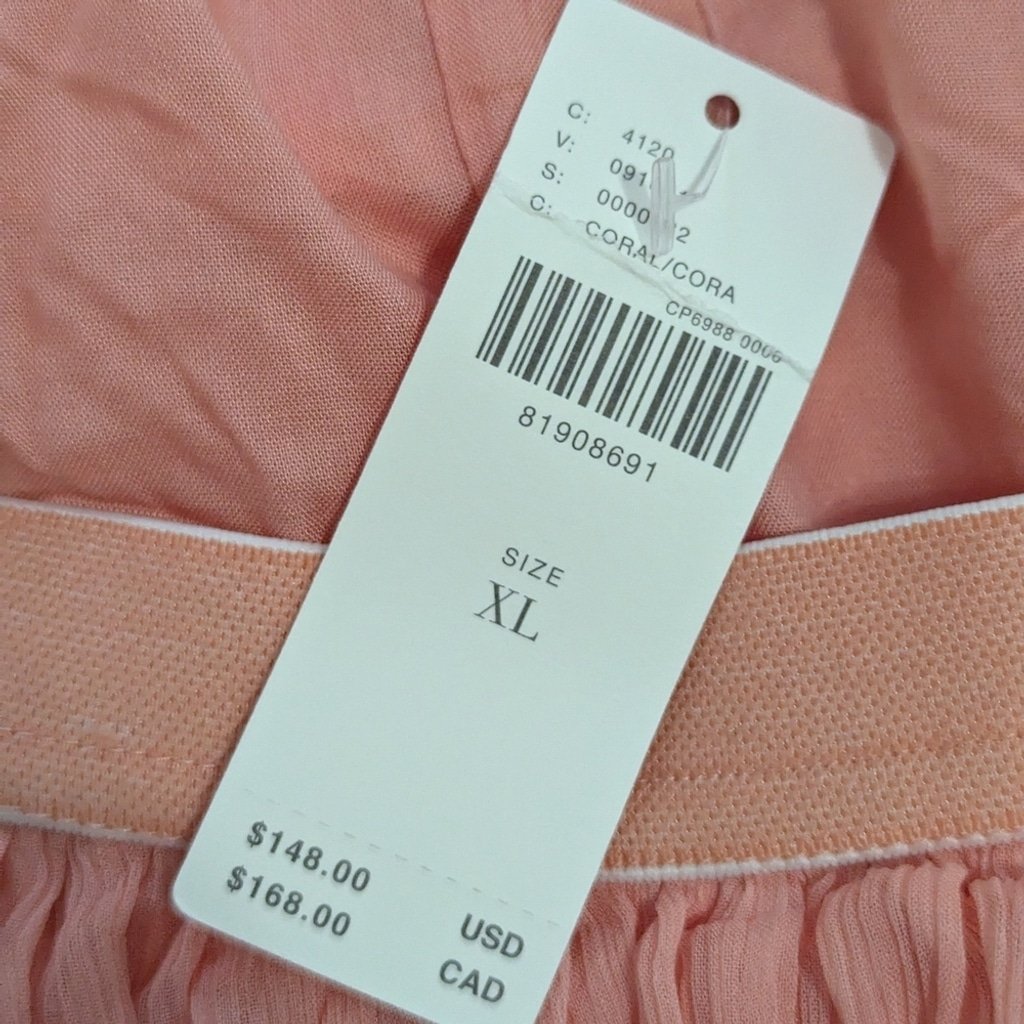 C: 4120
V: 091
S: 0000
C: CORAL/CORA
CP6988 0006
81908691
SIZE
XL
$148.00 USD
$168.00 CAD